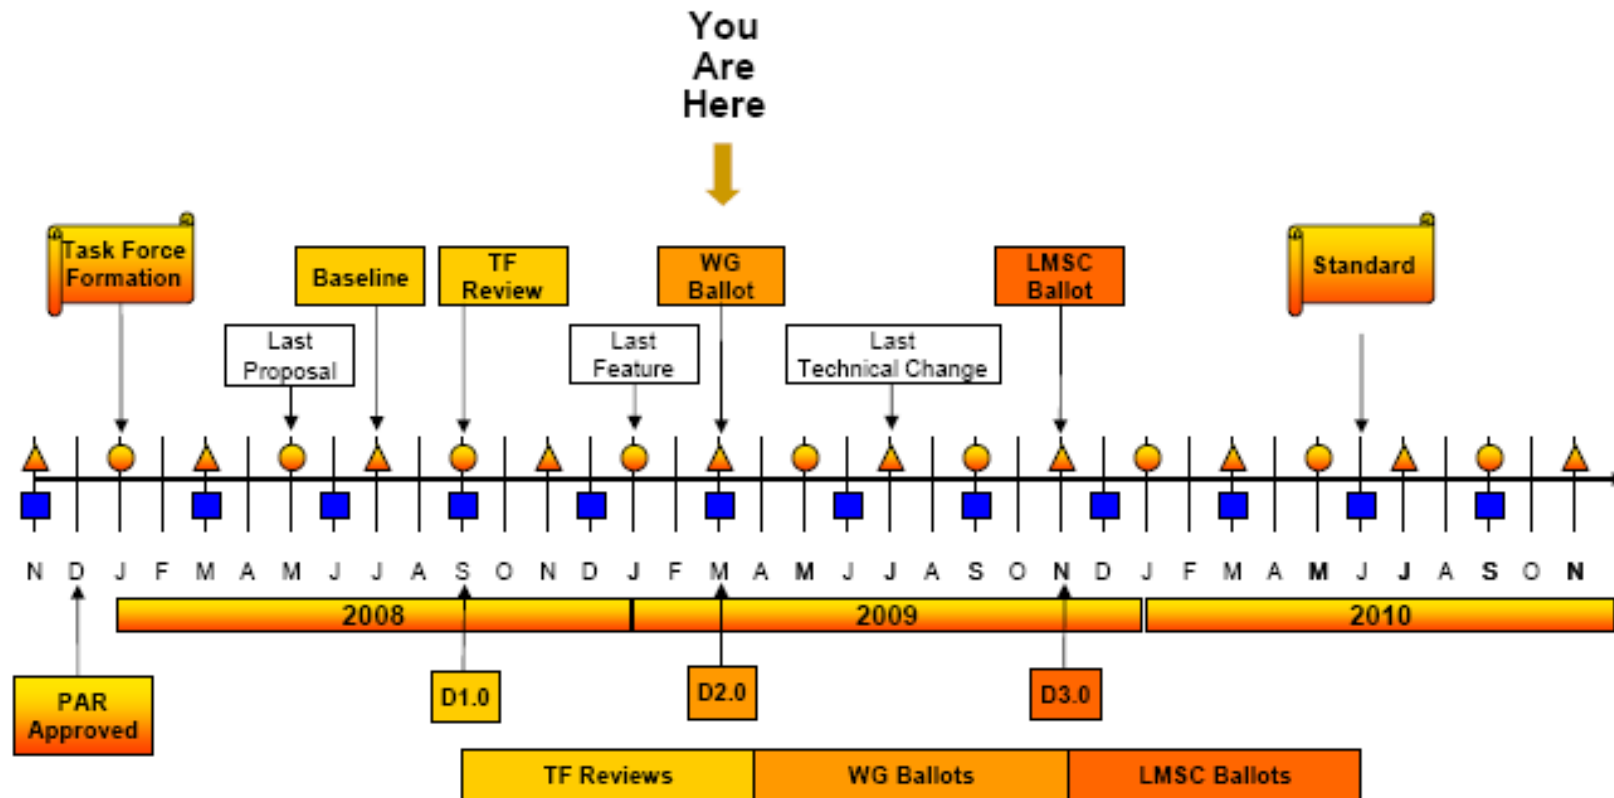 You
Are
Here
Task Force
Formation
Baseline
TF
Review
WG
Ballot
LMSC
Ballot
Standard
Last
Proposal
Last
Feature
Last
Technical Change
N D J F M A M J J A S O N D J F M A M J J A S O N D J F M A M J J A S O N
2008 2009 2010
PAR
Approved
D1.0
D2.0
D3.0
TF Reviews
WG Ballots
LMSC Ballots